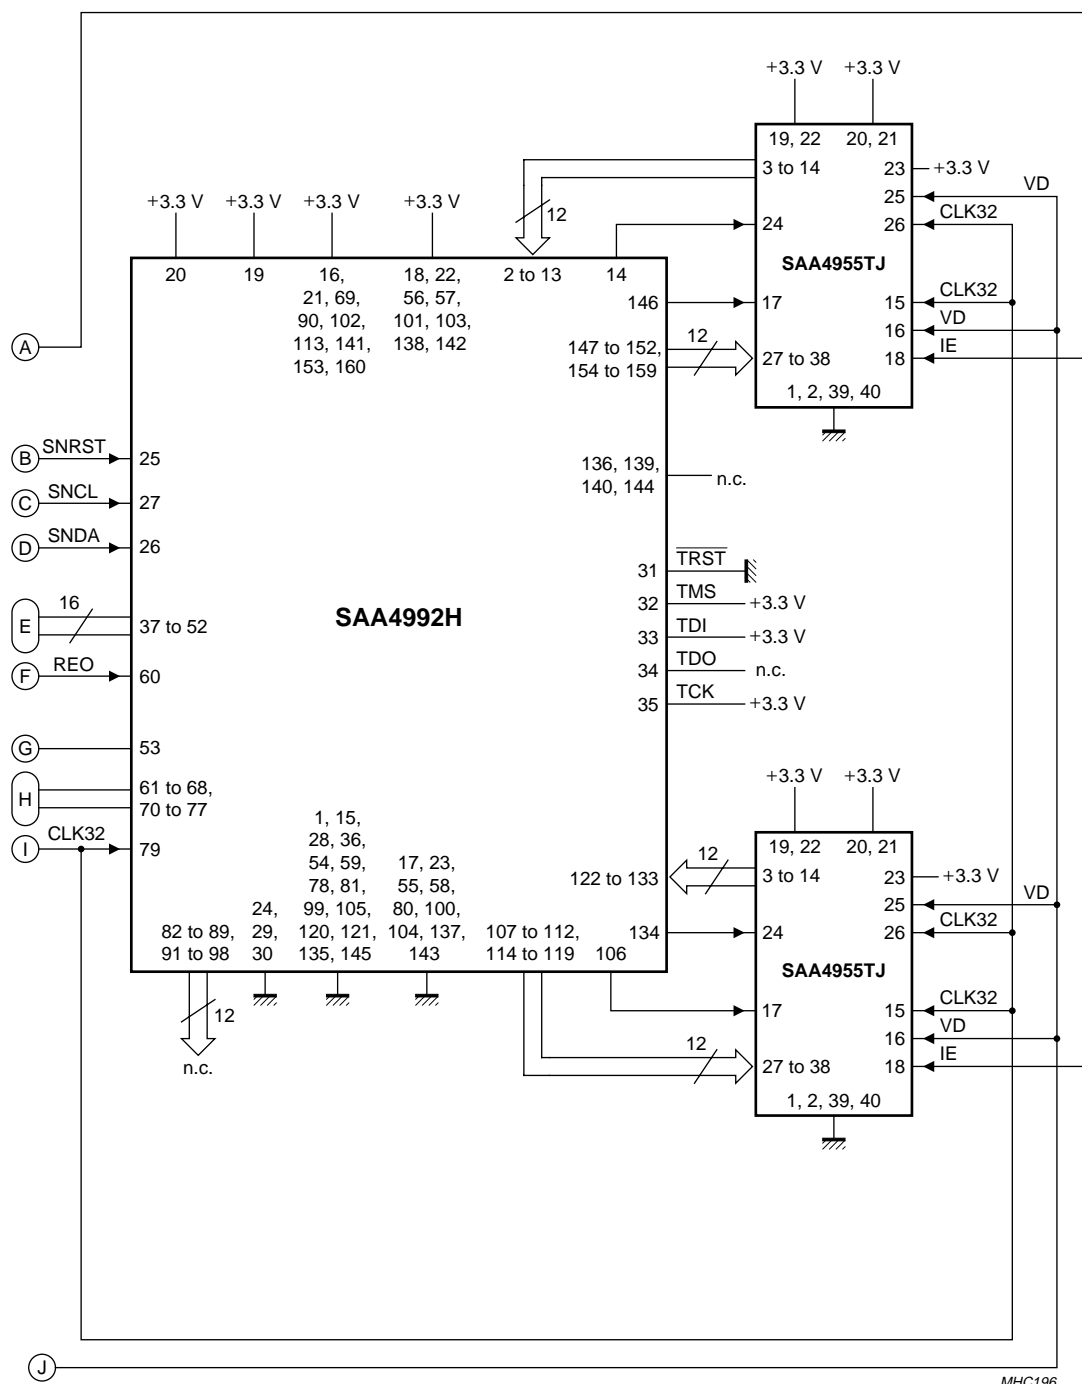 +3.3 V +3.3 V
19, 22 20, 21
3 to 14 23 +3.3 V
25 VD
12
24 26 CLK32
SAA4955TJ
17 15 CLK32
16 VD
12
27 to 38 18 IE
1, 2, 39, 40
+3.3 V +3.3 V +3.3 V +3.3 V
20 19 16, 18, 22, 2 to 13 14
21, 69, 56, 57, 146
90, 102, 101, 103,
113, 141, 138, 142 147 to 152,
153, 160 154 to 159
A
B SNRST 25
136, 139,
140, 144 n.c.
C SNCL 27
D SNDA 26
31 TRST
32 TMS +3.3 V
E 16 37 to 52
SAA4992H
33 TDI +3.3 V
F REO 60
34 TDO n.c.
35 TCK +3.3 V
G 53
H 61 to 68,
70 to 77
I CLK32 79
+3.3 V +3.3 V
19, 22 20, 21
122 to 133 12 3 to 14 23 +3.3 V
25 VD
134 24 26 CLK32
SAA4955TJ
106 17 15 CLK32
16 VD
12
27 to 38 18 IE
1, 2, 39, 40
82 to 89,
91 to 98
24,
29,
30
1, 15,
28, 36,
54, 59,
78, 81,
99, 105,
120, 121,
135, 145
17, 23,
55, 58,
80, 100,
104, 137,
143
107 to 112,
114 to 119
12
n.c.
J
MHC196